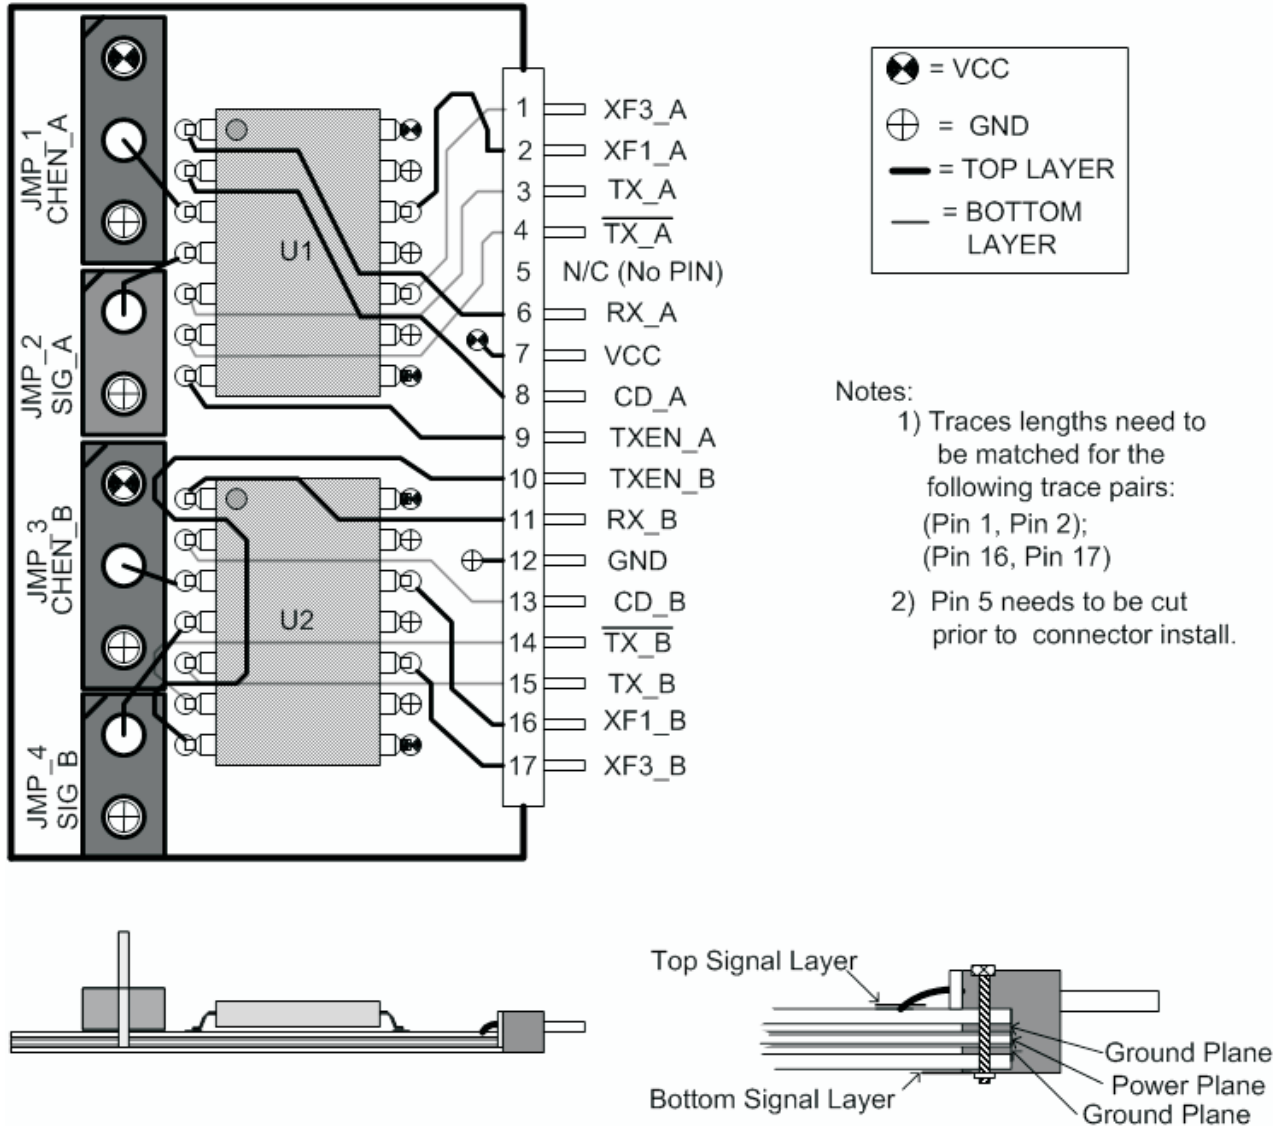 JMP_1
CHEN_A
JMP_2
SIG_A
JMP_3
CHEN_B
JMP_4
SIG_B
U1
U2
1 XF3_A
2 XF1_A
3 TX_A
4 TX_A
5 N/C (No PIN)
6 RX_A
7 VCC
8 CD_A
9 TXEN_A
10 TXEN_B
11 RX_B
12 GND
13 CD_B
14 TX_B
15 TX_B
16 XF1_B
17 XF3_B
= VCC
= GND
= TOP LAYER
= BOTTOM
LAYER
Notes:
1) Traces lengths need to
be matched for the
following trace pairs:
(Pin 1, Pin 2);
(Pin 16, Pin 17)
2) Pin 5 needs to be cut
prior to connector install.
Top Signal Layer
Bottom Signal Layer
Ground Plane
Power Plane
Ground Plane